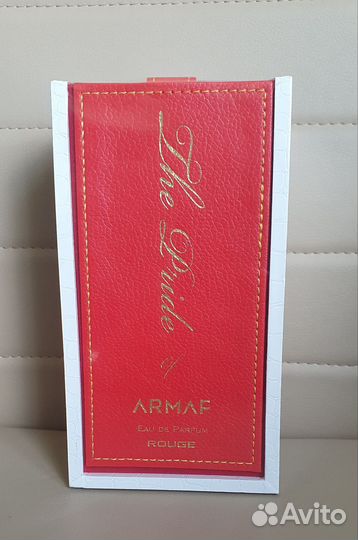 The Pride of
ARMAF
EAU DE PARFUM
ROUGE
Avito